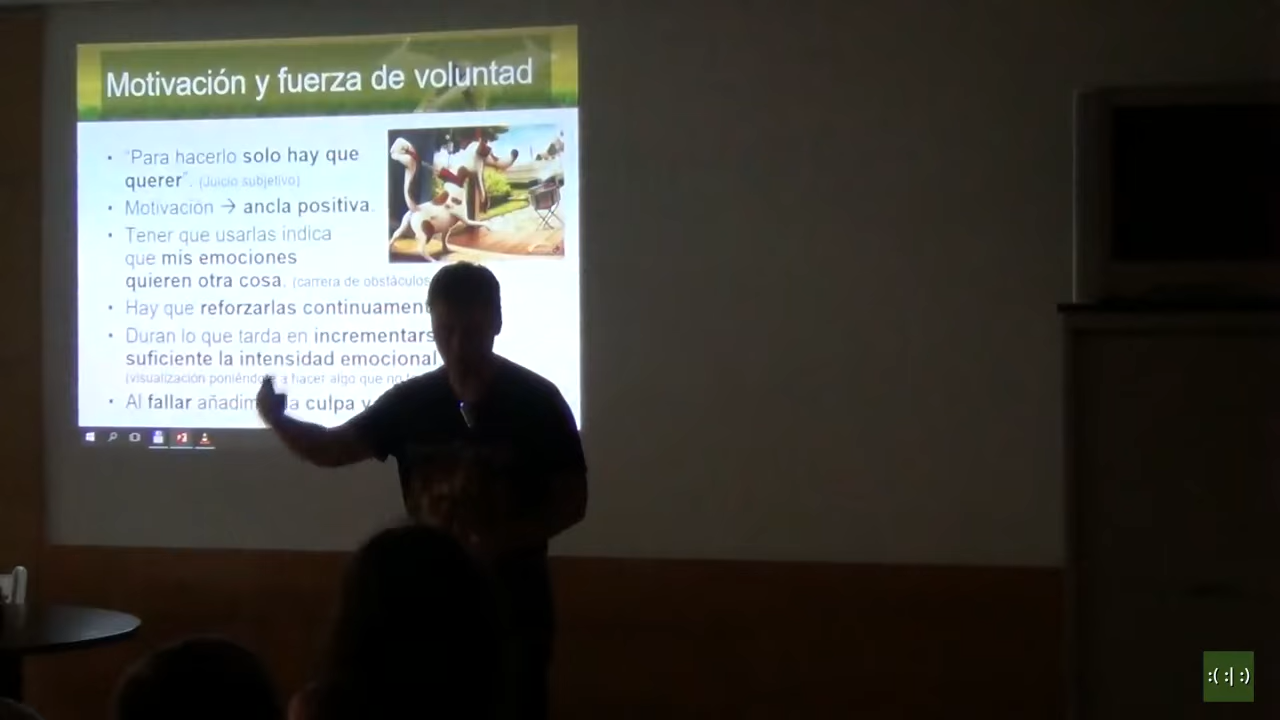 Motivación y fuerza de voluntad
• "Para hacerlo solo hay que
querer". (Juicio subjetivo)
• Motivación → ancla positiva.
• Tener que usarlas indica
que mis emociones
quieren otra cosa. (carrera de obstáculos
• Hay que reforzarlas continuament
• Duran lo que tarda en incrementars
suficiente la intensidad emocional
(visualización a hacer algo que no
• Al fallar la culpa y
:( :| :)